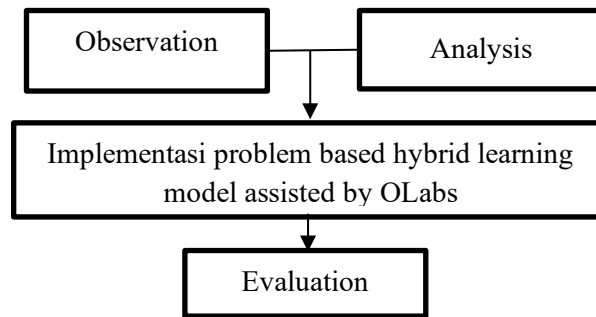 Observation
Analysis
Implementasi problem based hybrid learning
model assisted by OLabs
Evaluation